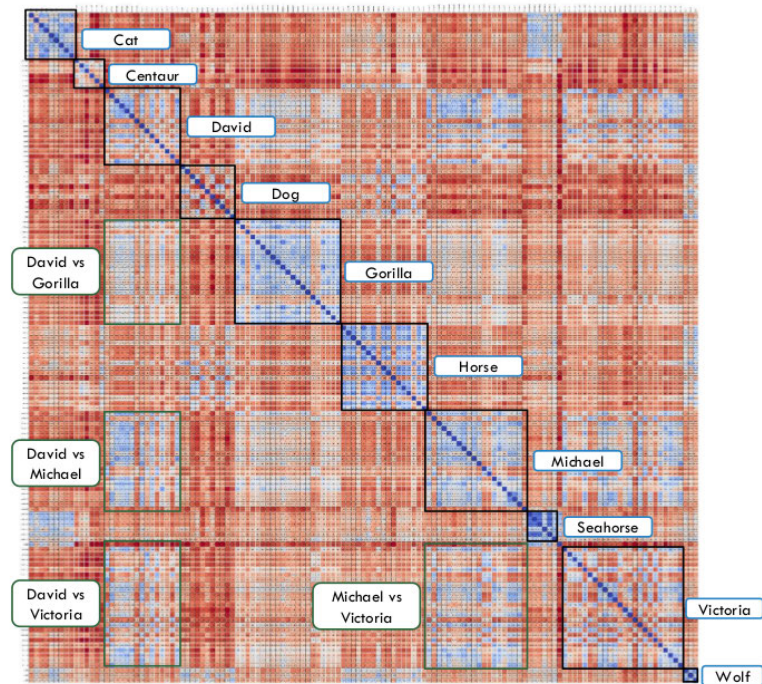 Cat
Centaur
David
Dog
David vs
Gorilla
Gorilla
Horse
David vs
Michael
Michael
Seahorse
David vs
Victoria
Michael vs
Victoria
Victoria
Wolf